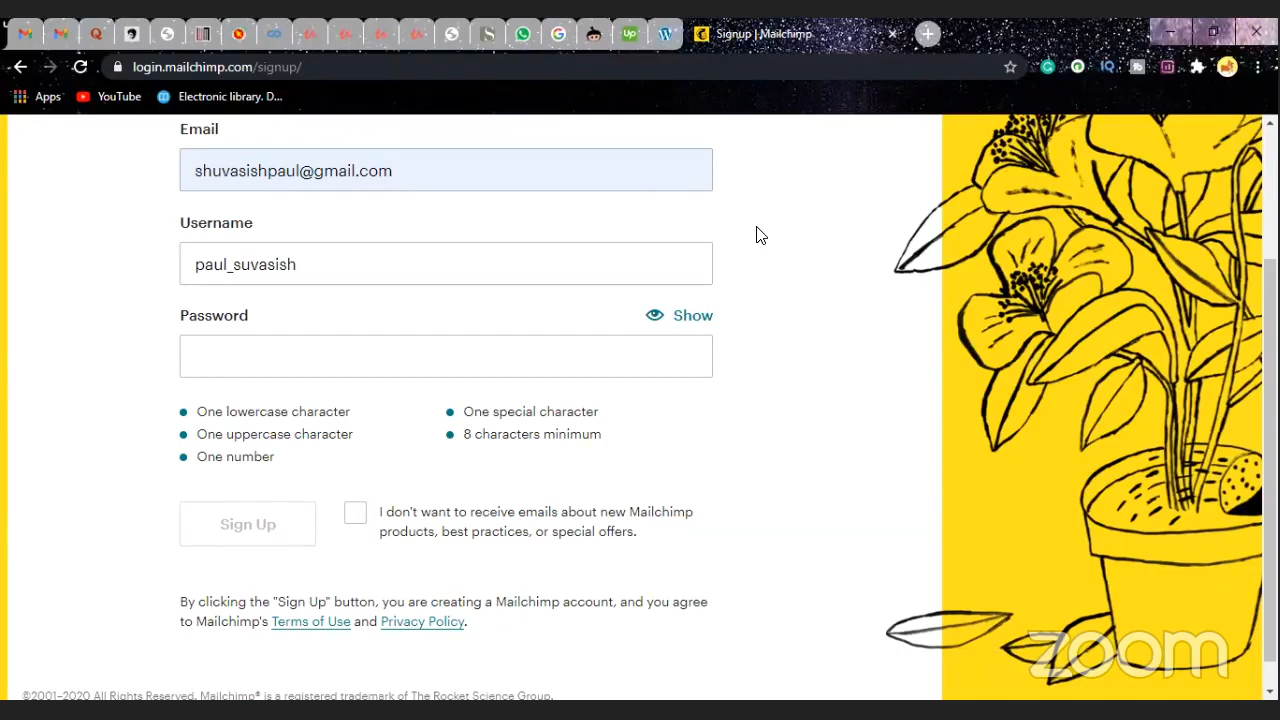 Signup | Mailchimp
login.mailchimp.com/signup/
Apps
YouTube
Electronic library. D...
Email
shuvasishpaul@gmail.com
Username
paul_suvasish
Password
Show
One lowercase character
One special character
One uppercase character
8 characters minimum
One number
Sign Up
I don't want to receive emails about new Mailchimp
products, best practices, or special offers.
By clicking the "Sign Up" button, you are creating a Mailchimp account, and you agree
to Mailchimp's Terms of Use and Privacy Policy.
©2001–2020 All Rights Reserved. Mailchimp® is a registered trademark of The Rocket Science Group.
zoom